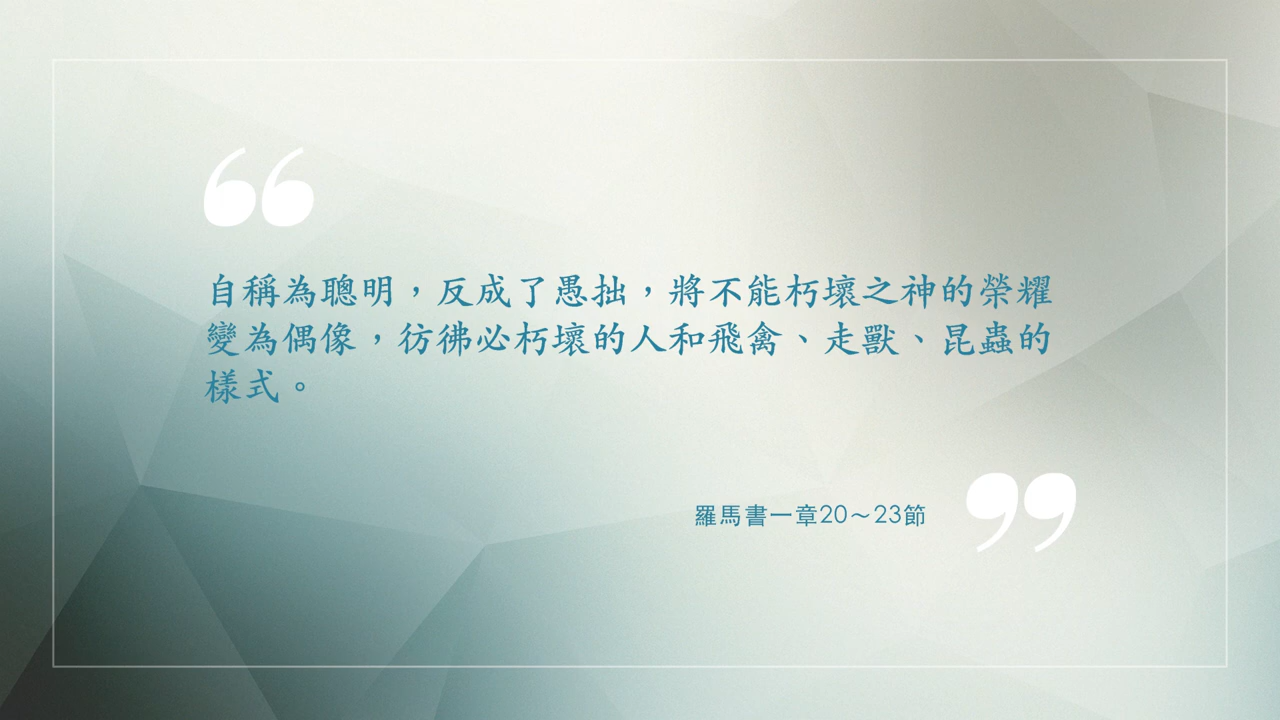 自稱為聰明，反成了愚拙，將不能朽壞之神的榮耀
變為偶像，彷彿必朽壞的人和飛禽、走獸、昆蟲的
樣式。
羅馬書一章20～23節